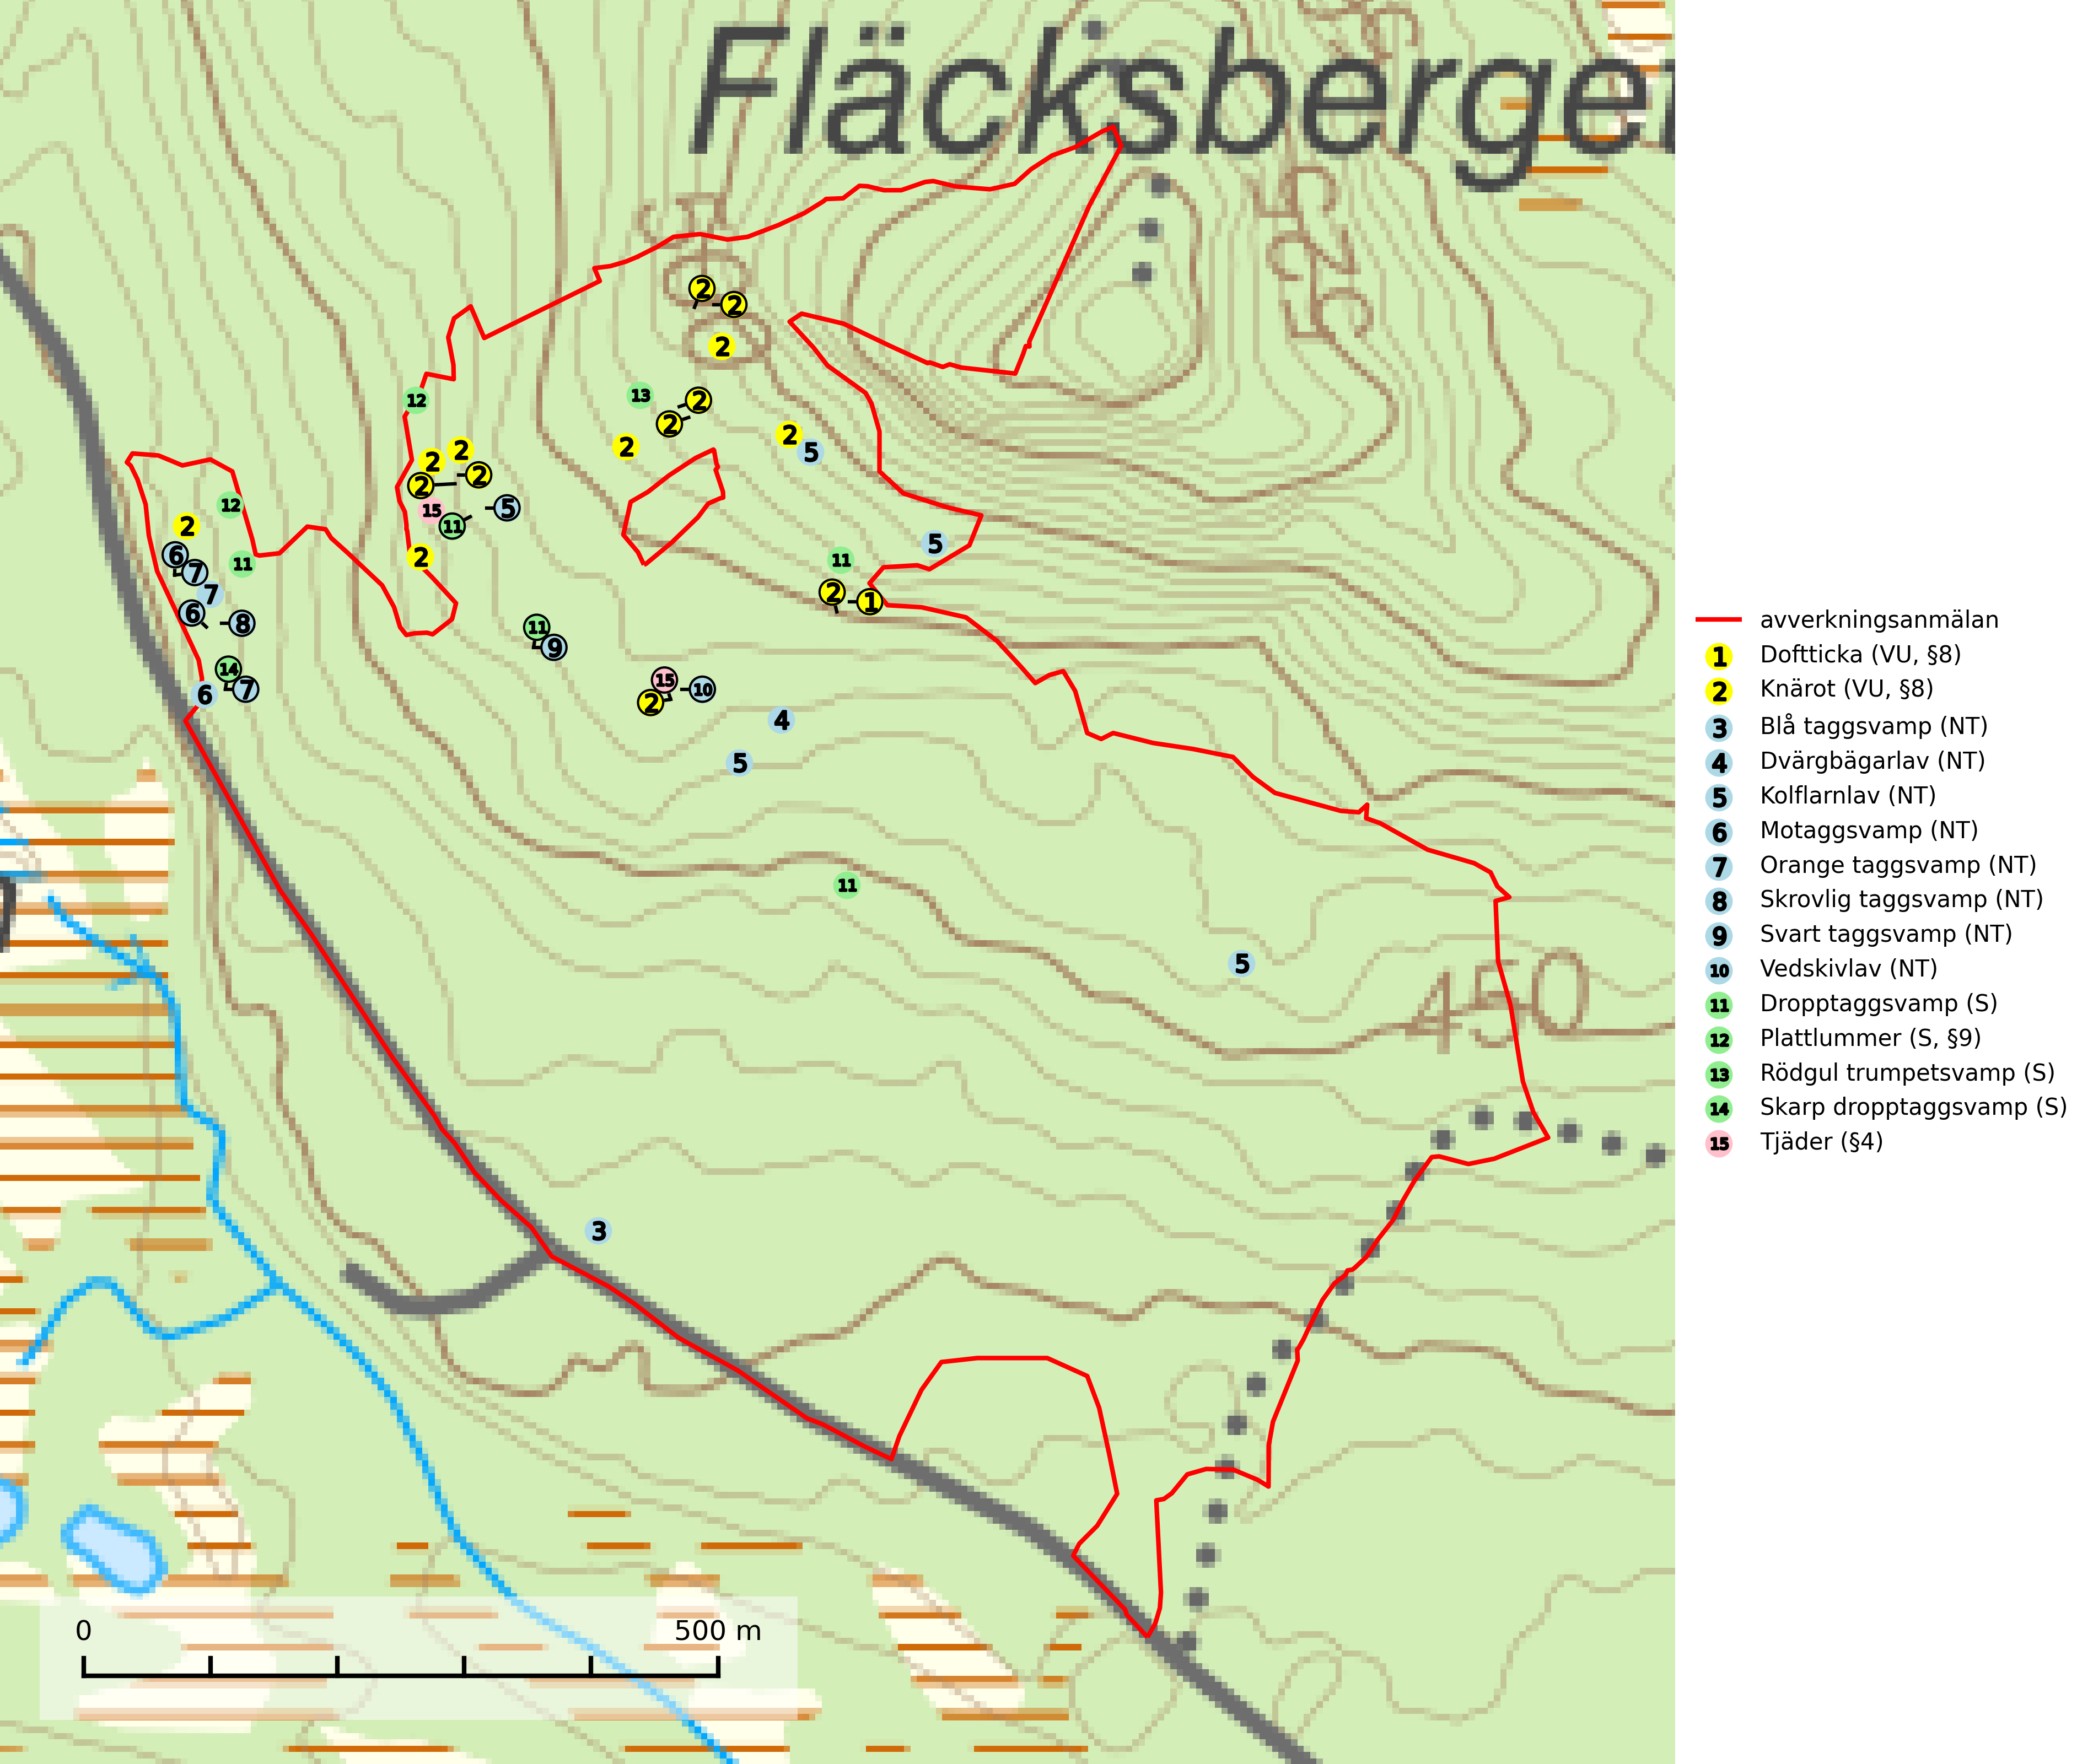 Fläcksberge
525
450
2
2
2
13
2
2
2
2
5
12
2
2
2
2
15
11
5
2
12
2
6
7
11
7
6
8
14
7
6
11
5
2
1
11
9
15
2
10
4
5
11
5
3
0
500 m
avverkningsanmälan
1 Doftticka (VU, §8)
2 Knärot (VU, §8)
3 Blå taggsvamp (NT)
4 Dvärgbägarlav (NT)
5 Kolflarnlav (NT)
6 Motaggsvamp (NT)
7 Orange taggsvamp (NT)
8 Skrovlig taggsvamp (NT)
9 Svart taggsvamp (NT)
10 Vedskivlav (NT)
11 Dropptaggsvamp (S)
12 Plattlummer (S, §9)
13 Rödgul trumpetsvamp (S)
14 Skarp dropptaggsvamp (S)
15 Tjäder (§4)